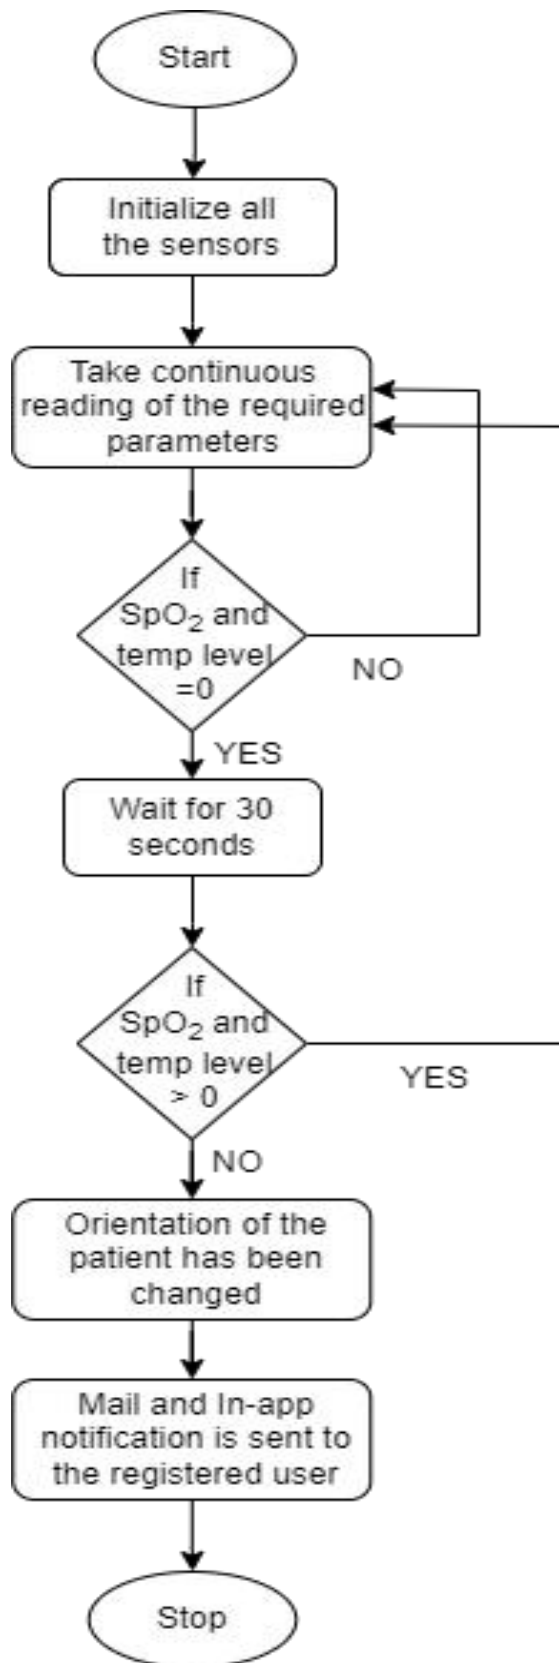 Start
Initialize all
the sensors
Take continuous
reading of the required
parameters
If
SpO₂ and
temp level
=0
NO
YES
Wait for 30
seconds
If
SpO₂ and
temp level
> 0
YES
NO
Orientation of the
patient has been
changed
Mail and In-app
notification is sent to
the registered user
Stop